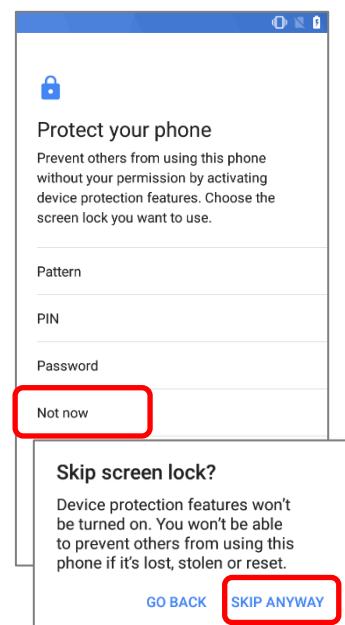 Protect your phone
Prevent others from using this phone
without your permission by activating
device protection features. Choose the
screen lock you want to use.
Pattern
PIN
Password
Not now
Skip screen lock?
Device protection features won't
be turned on. You won't be able
to prevent others from using this
phone if it's lost, stolen or reset.
GO BACK SKIP ANYWAY